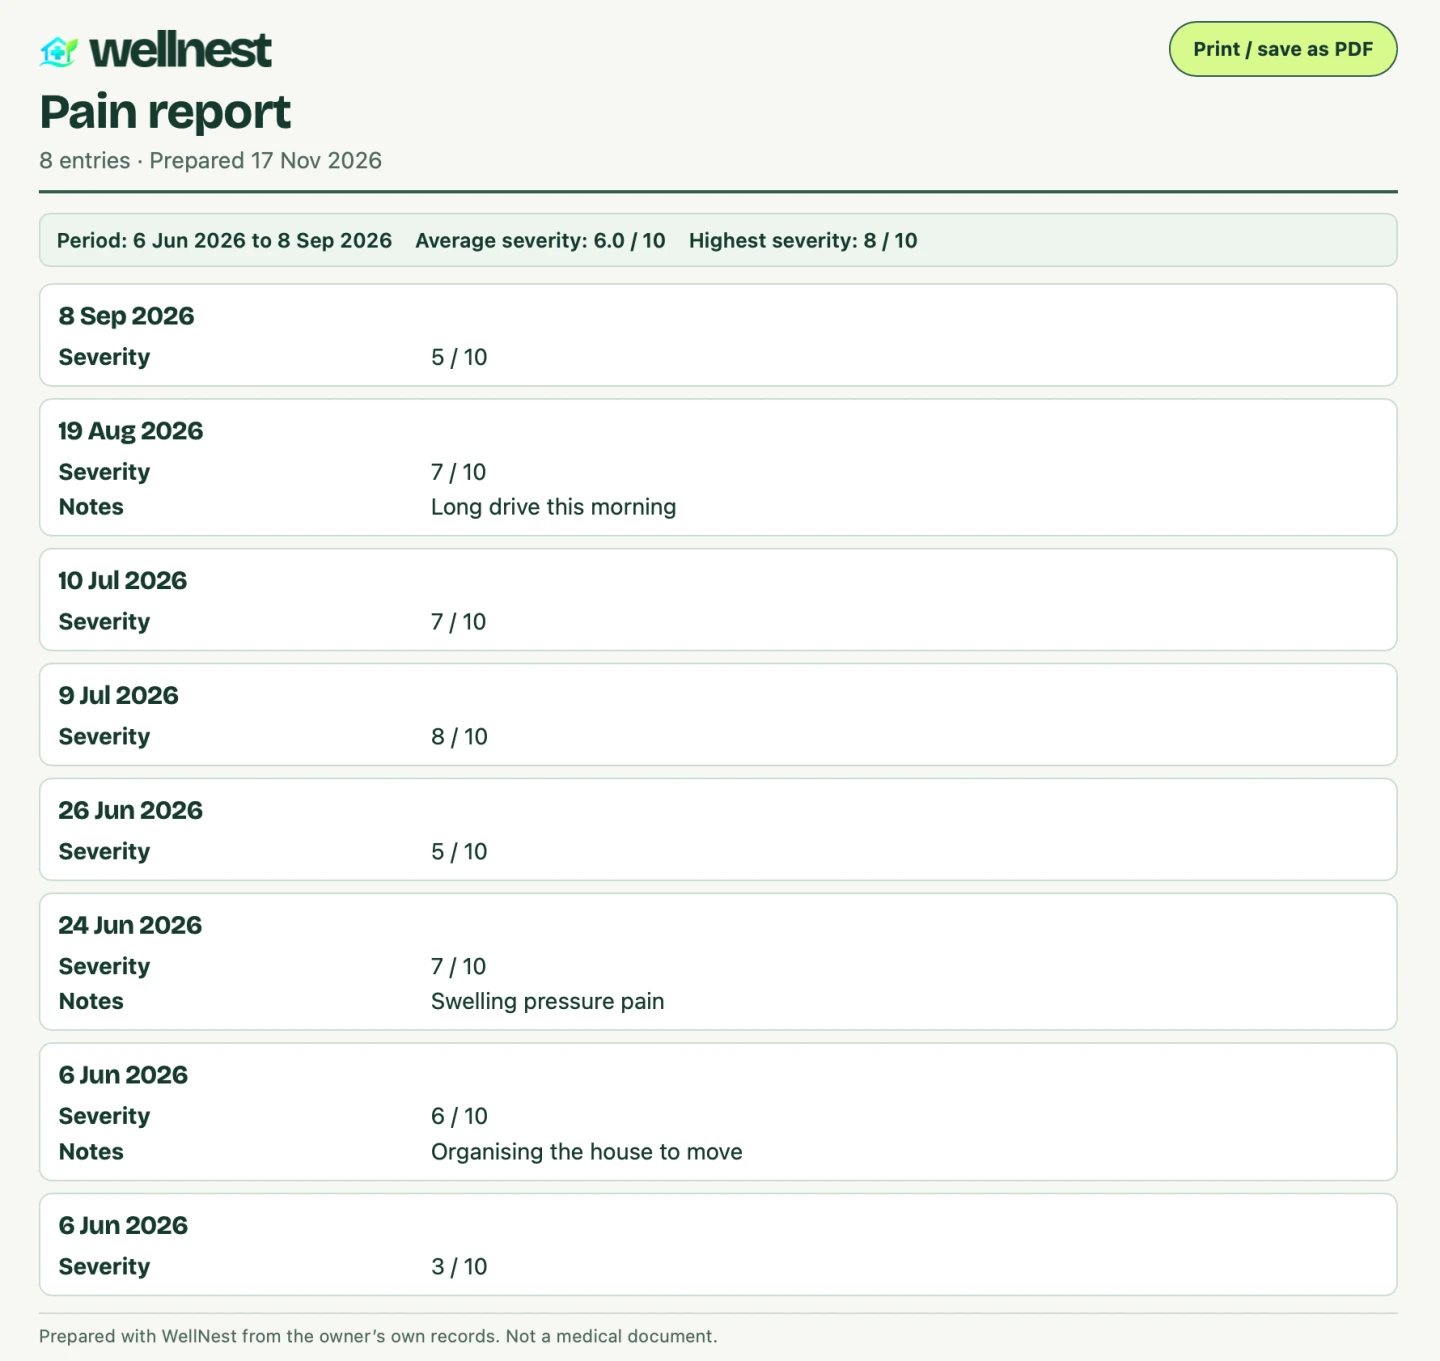 wellnest
Print / save as PDF
Pain report
8 entries · Prepared 17 Nov 2026
Period: 6 Jun 2026 to 8 Sep 2026 Average severity: 6.0 / 10 Highest severity: 8 / 10
8 Sep 2026
Severity 5 / 10
19 Aug 2026
Severity 7 / 10
Notes Long drive this morning
10 Jul 2026
Severity 7 / 10
9 Jul 2026
Severity 8 / 10
26 Jun 2026
Severity 5 / 10
24 Jun 2026
Severity 7 / 10
Notes Swelling pressure pain
6 Jun 2026
Severity 6 / 10
Notes Organising the house to move
6 Jun 2026
Severity 3 / 10
Prepared with WellNest from the owner’s own records. Not a medical document.